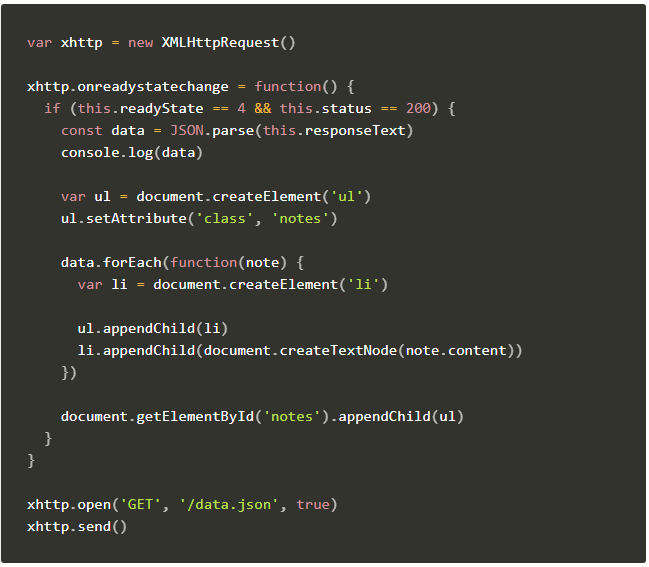 var xhttp = new XMLHttpRequest()

xhttp.onreadystatechange = function() {
  if (this.readyState == 4 && this.status == 200) {
    const data = JSON.parse(this.responseText)
    console.log(data)

    var ul = document.createElement('ul')
    ul.setAttribute('class', 'notes')

    data.forEach(function(note) {
      var li = document.createElement('li')

      ul.appendChild(li)
      li.appendChild(document.createTextNode(note.content))
    })

    document.getElementById('notes').appendChild(ul)
  }
}

xhttp.open('GET', '/data.json', true)
xhttp.send()